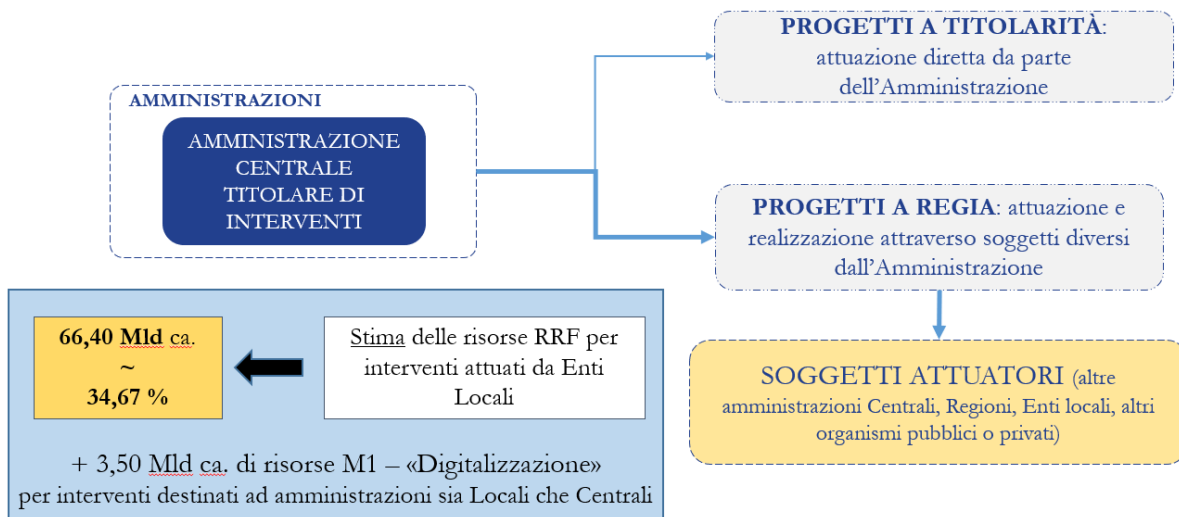 AMMINISTRAZIONI
AMMINISTRAZIONE
CENTRALE
TITOLARE DI
INTERVENTI
PROGETTI A TITOLARITÀ:
attuazione diretta da parte
dell’Amministrazione
PROGETTI A REGIA: attuazione e
realizzazione attraverso soggetti diversi
dall’Amministrazione
SOGGETTI ATTUATORI (altre
amministrazioni Centrali, Regioni, Enti locali, altri
organismi pubblici o privati)
66,40 Mld ca.
~
34,67 %
Stima delle risorse RRF per
interventi attuati da Enti
Locali
+ 3,50 Mld ca. di risorse M1 – «Digitalizzazione»
per interventi destinati ad amministrazioni sia Locali che Centrali